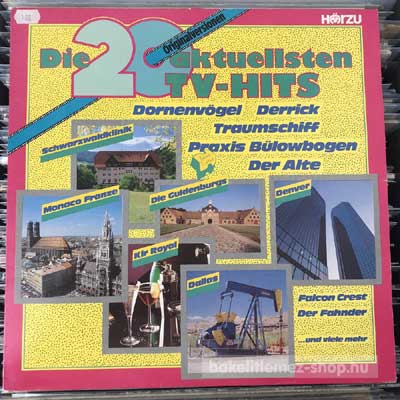 HÖRZU
Originalversionen
Die 20 aktuellsten
TV-HITS
Dornenvögel Derrick
Traumschiff
Schwarzwaldklinik
Praxis Bülowbogen
Der Alte
Monaco Franze
Die Guldenburgs
Denver
Kir Royal
Dallas
Falcon Crest
Der Fahnder
...und viele mehr
bakelitlemez-shop.hu